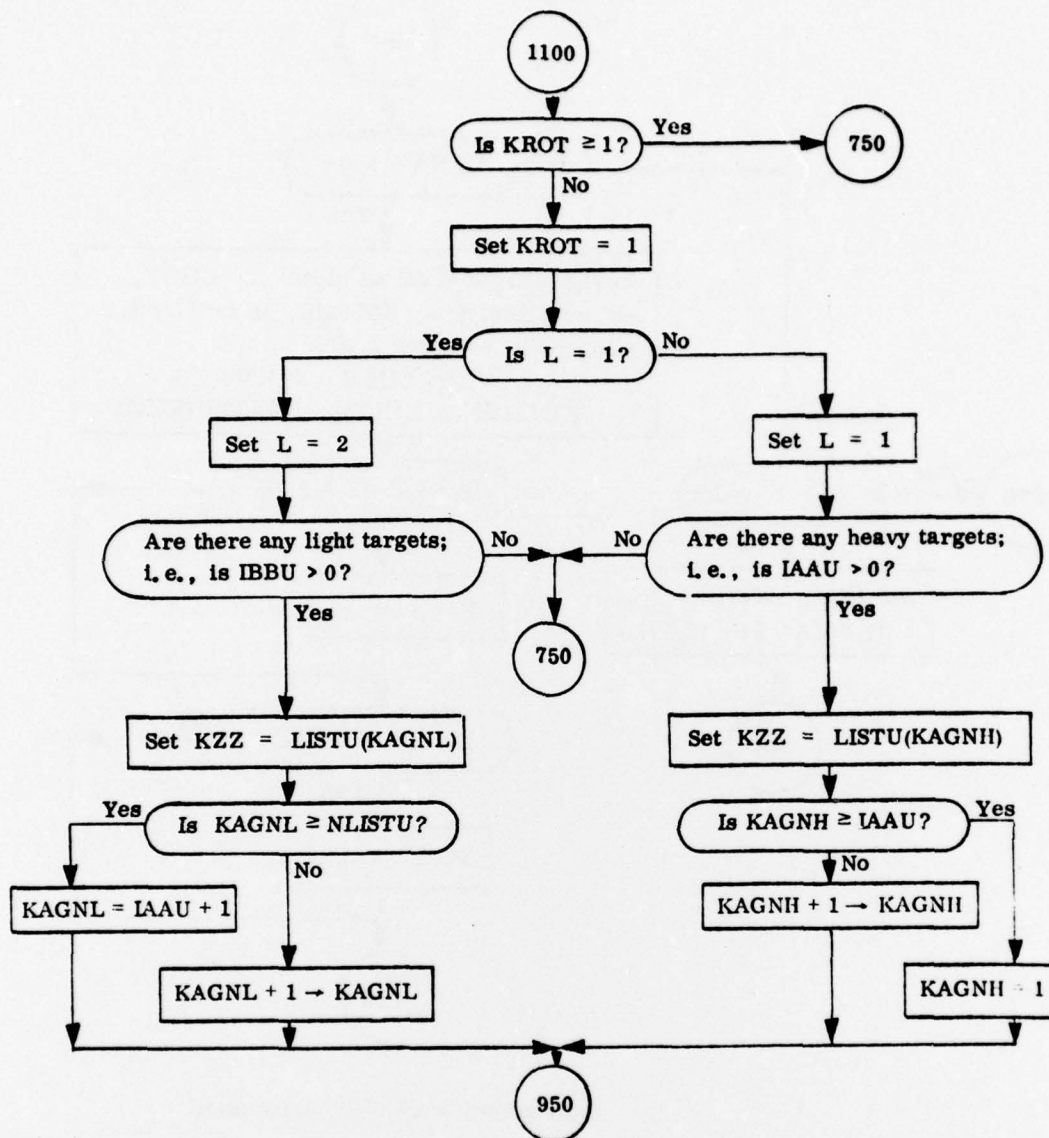 1100
Is KROT ≥ 1?
Yes
750
No
Set KROT = 1
Yes
Is L = 1?
No
Set L = 2
Set L = 1
Are there any light targets;
i.e., is IBBU > 0?
No
No
Are there any heavy targets;
i.e., is IAAU > 0?
Yes
750
Yes
Set KZZ = LISTU(KAGNL)
Set KZZ = LISTU(KAGNH)
Yes
Is KAGNL ≥ NLISTU?
No
Is KAGNH ≥ IAAU?
Yes
No
KAGNL = IAAU + 1
KAGNH + 1 → KAGNH
KAGNL + 1 → KAGNL
KAGNH = 1
950